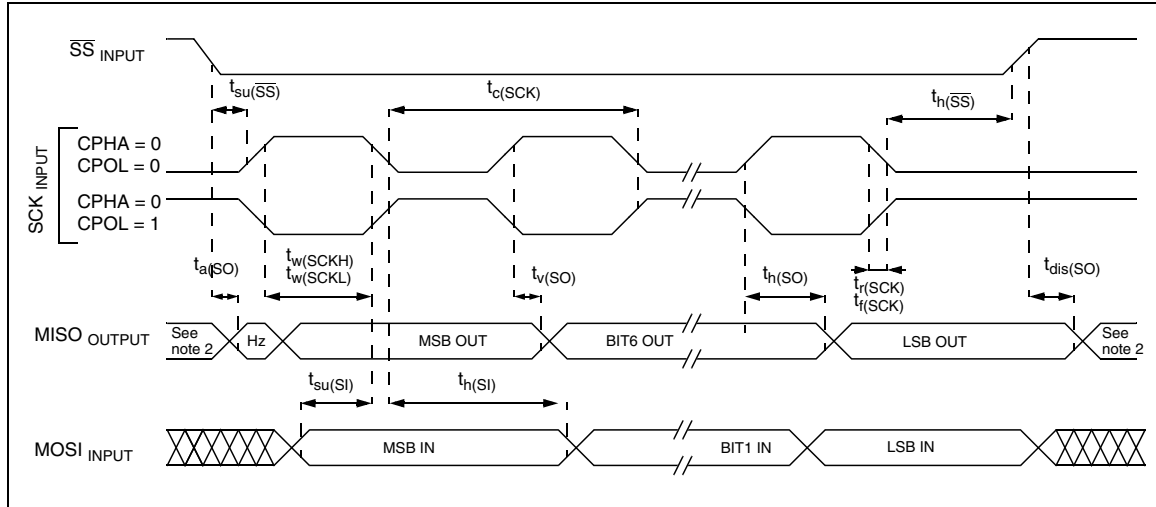 SS INPUT
tsu(SS)
tc(SCK)
th(SS)
SCK INPUT
CPHA = 0
CPOL = 0
CPHA = 0
CPOL = 1
ta(SO)
tw(SCKH)
tw(SCKL)
tv(SO)
th(SO)
tr(SCK)
tf(SCK)
tdis(SO)
MISO OUTPUT
See
note 2
Hz
MSB OUT
BIT6 OUT
LSB OUT
See
note 2
tsu(SI)
th(SI)
MOSI INPUT
MSB IN
BIT1 IN
LSB IN